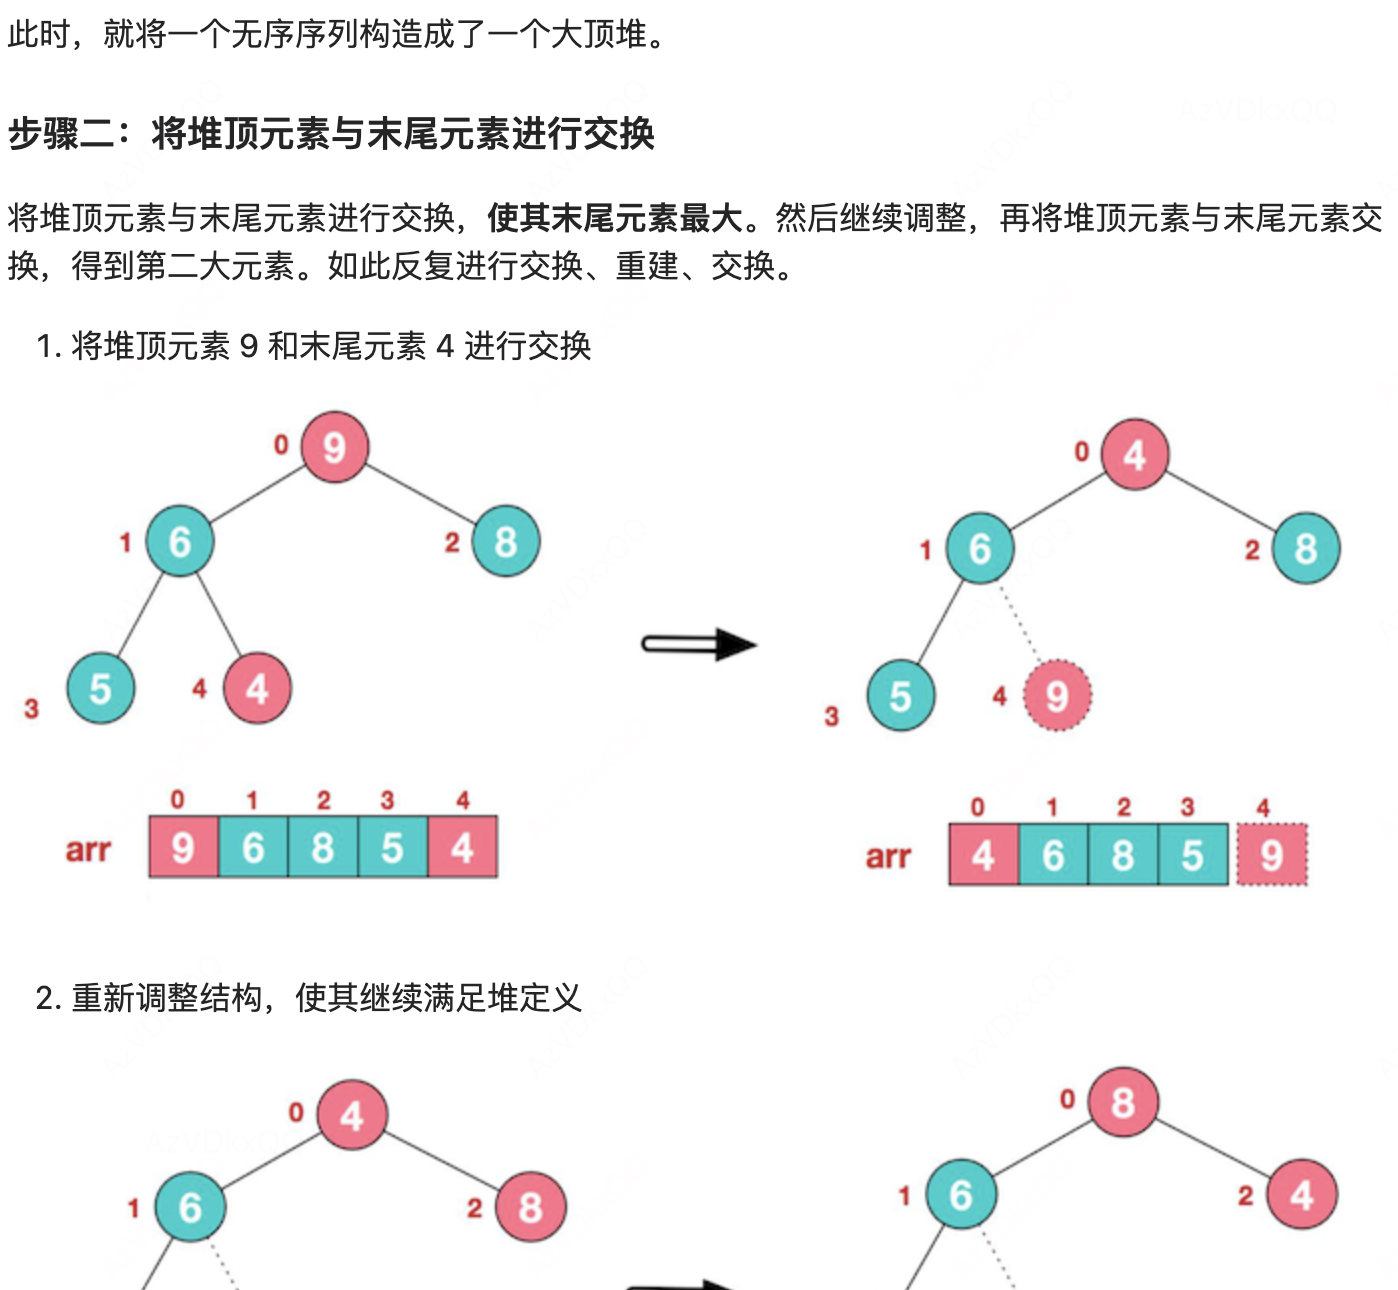 此时，就将一个无序序列构造成了一个大顶堆。
步骤二：将堆顶元素与末尾元素进行交换
将堆顶元素与末尾元素进行交换，使其末尾元素最大。然后继续调整，再将堆顶元素与末尾元素交
换，得到第二大元素。如此反复进行交换、重建、交换。
1. 将堆顶元素 9 和末尾元素 4 进行交换
0 9
1 6 2 8
3 5 4 4
0 1 2 3 4
arr 9 6 8 5 4
0 4
1 6 2 8
3 5 4 9
0 1 2 3 4
arr 4 6 8 5 9
2. 重新调整结构，使其继续满足堆定义
0 4
1 6 2 8
0 8
1 6 2 4